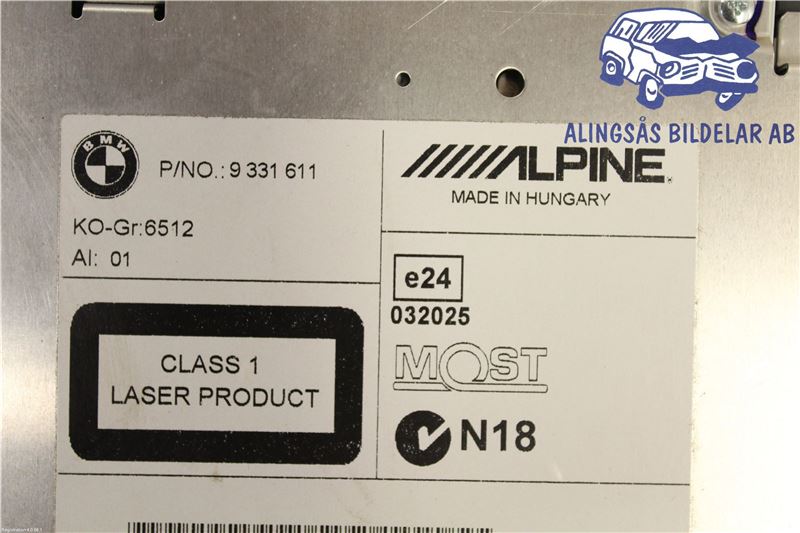 ALINGSÅS BILDELAR AB
BMW
P/NO.: 9 331 611
KO-Gr:6512
AI: 01
CLASS 1
LASER PRODUCT
ALPINE
MADE IN HUNGARY
e24
032025
MOST
N18